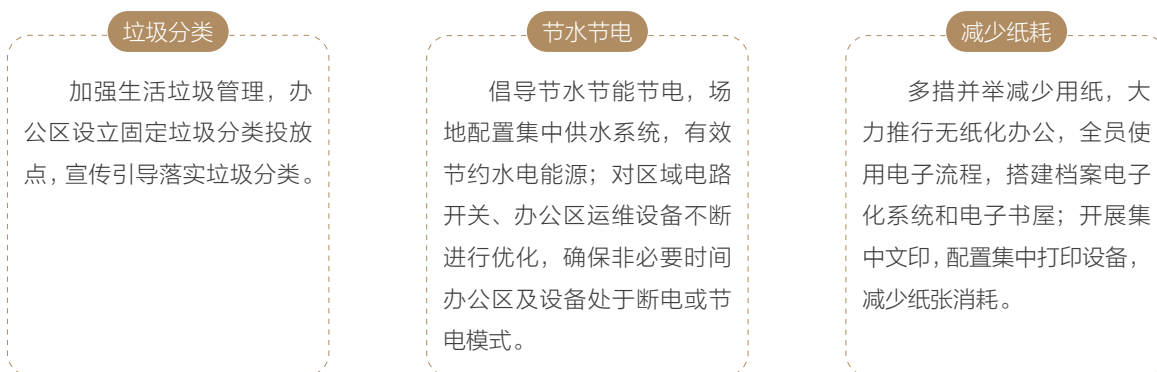 垃圾分类
加强生活垃圾管理，办
公区设立固定垃圾分类投放
点，宣传引导落实垃圾分类。
节水节电
倡导节水节能节电，场
地配置集中供水系统，有效
节约水电能源；对区域电路
开关、办公区运维设备不断
进行优化，确保非必要时间
办公区及设备处于断电或节
电模式。
减少纸耗
多措并举减少用纸，大
力推行无纸化办公，全员使
用电子流程，搭建档案电子
化系统和电子书屋；开展集
中文印，配置集中打印设备，
减少纸张消耗。